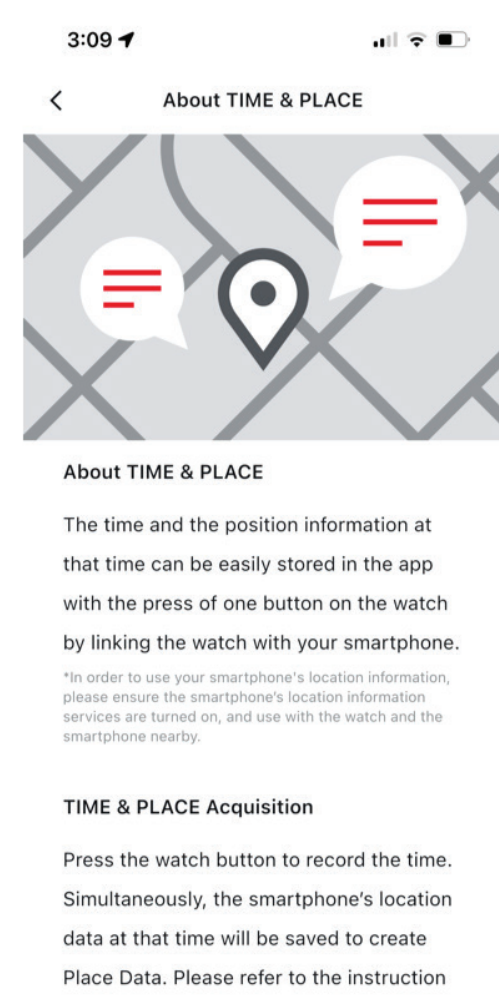 3:09
About TIME & PLACE
About TIME & PLACE
The time and the position information at
that time can be easily stored in the app
with the press of one button on the watch
by linking the watch with your smartphone.
*In order to use your smartphone's location information,
please ensure the smartphone's location information
services are turned on, and use with the watch and the
smartphone nearby.
TIME & PLACE Acquisition
Press the watch button to record the time.
Simultaneously, the smartphone's location
data at that time will be saved to create
Place Data. Please refer to the instruction